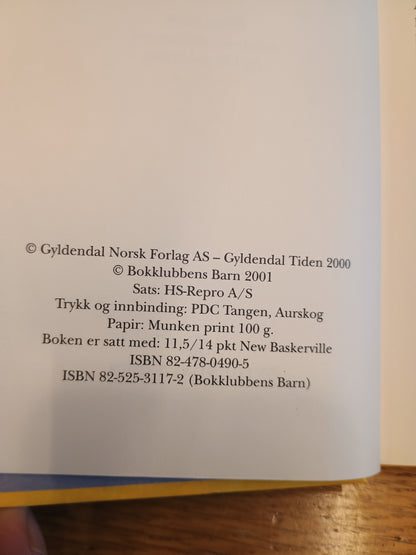 © Gyldendal Norsk Forlag AS – Gyldendal Tiden 2000
© Bokklubbens Barn 2001
Sats: HS-Repro A/S
Trykk og innbinding: PDC Tangen, Aurskog
Papir: Munken print 100 g.
Boken er satt med: 11,5/14 pkt New Baskerville
ISBN 82-478-0490-5
ISBN 82-525-3117-2 (Bokklubbens Barn)